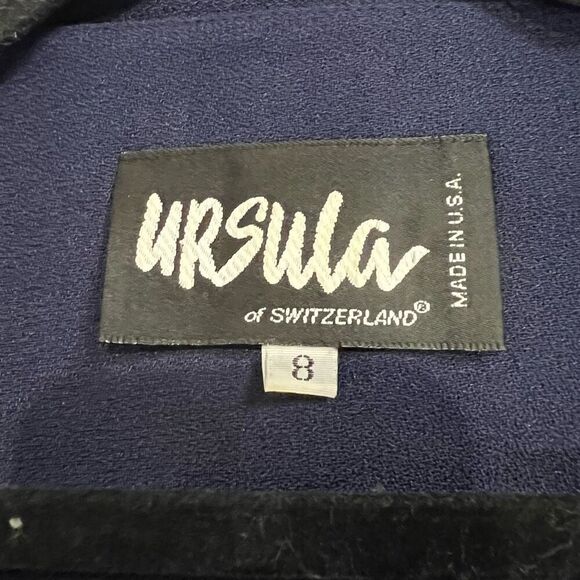 URSula
of SWITZERLAND®
MADE IN U.S.A.
8